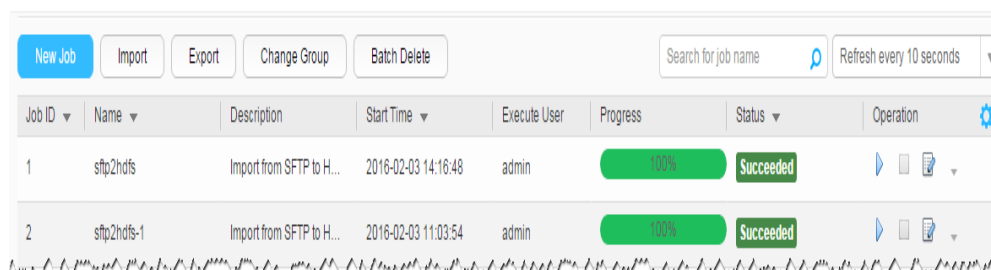 New Job Import Export Change Group Batch Delete Search for job name Refresh every 10 seconds
Job ID Name Description Start Time Execute User Progress Status Operation
1 sftp2hdfs Import from SFTP to H... 2016-02-03 14:16:48 admin 100% Succeeded
2 sftp2hdfs-1 Import from SFTP to H... 2016-02-03 11:03:54 admin 100% Succeeded